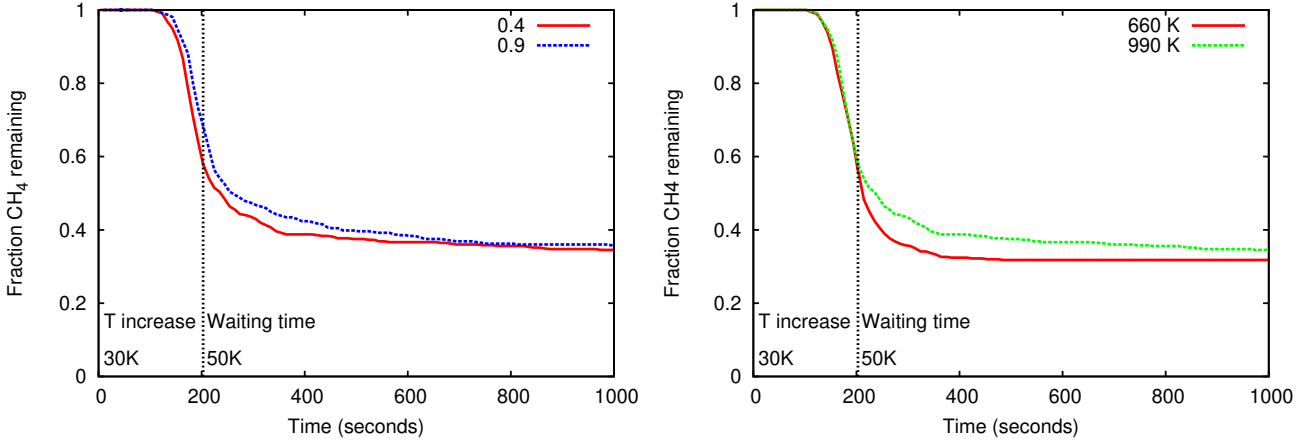 1
0.8
0.6
0.4
0.2
0
Fraction CH4 remaining
0.4
0.9
T increase
Waiting time
30K
50K
0
200
400
600
800
1000
Time (seconds)
1
0.8
0.6
0.4
0.2
0
Fraction CH4 remaining
660 K
990 K
T increase
Waiting time
30K
50K
0
200
400
600
800
1000
Time (seconds)